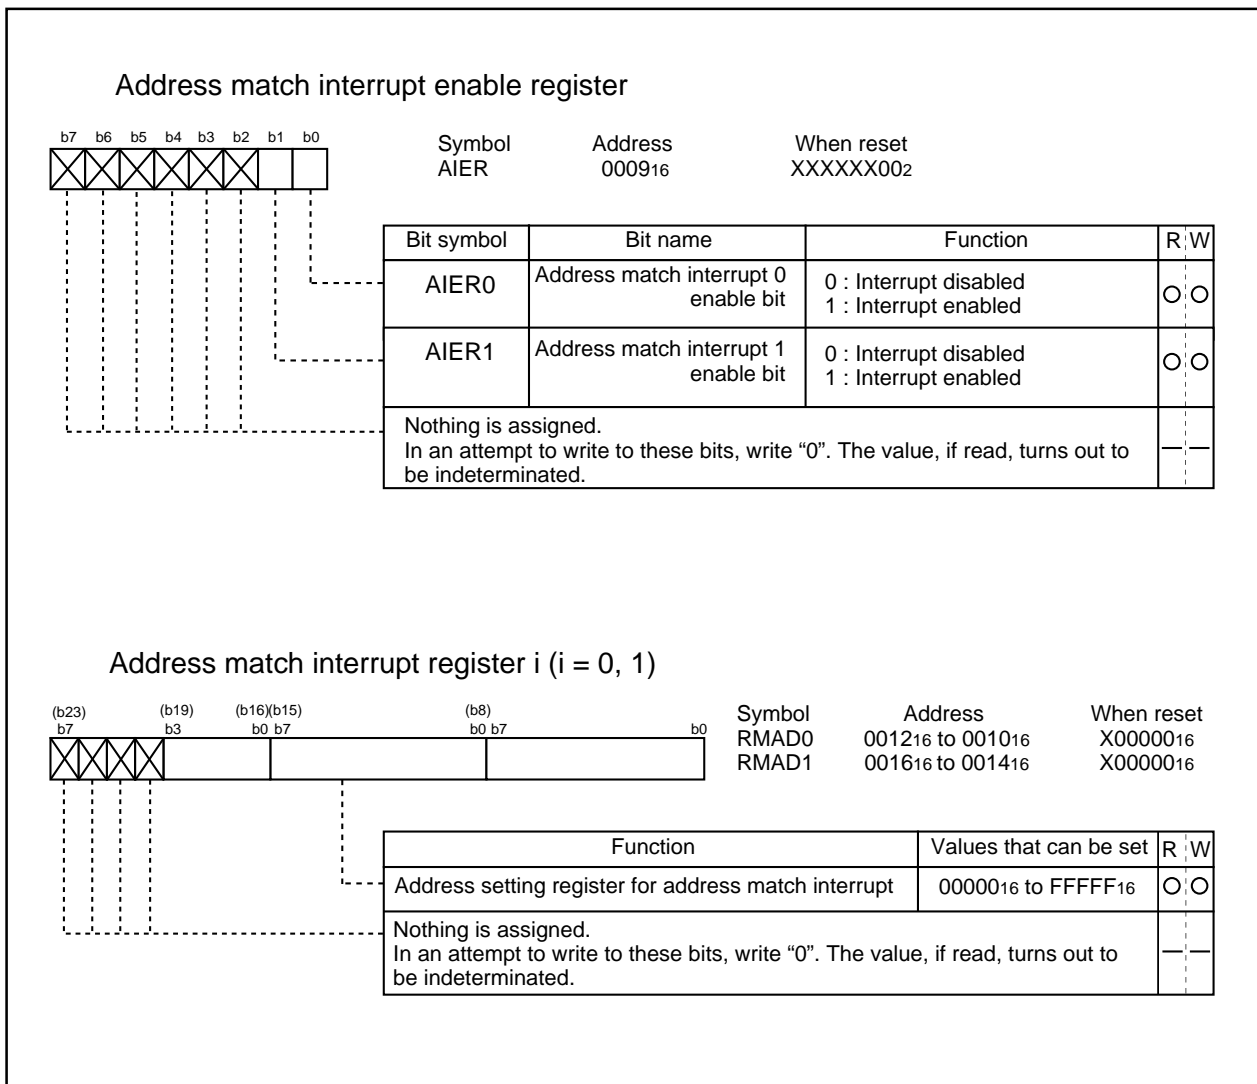 Address match interrupt enable register
b7 b6 b5 b4 b3 b2 b1 b0
Symbol Address When reset
AIER 000916 XXXXXX002
Bit symbol Bit name Function R W
AIER0 Address match interrupt 0 enable bit 0 : Interrupt disabled
1 : Interrupt enabled
AIER1 Address match interrupt 1 enable bit 0 : Interrupt disabled
1 : Interrupt enabled
Nothing is assigned.
In an attempt to write to these bits, write “0”. The value, if read, turns out to
be indeterminated.
Address match interrupt register i (i = 0, 1)
(b23) (b19) (b16)(b15) (b8)
b7 b3 b0 b7 b0 b7 b0
Symbol Address When reset
RMAD0 001216 to 001016 X0000016
RMAD1 001616 to 001416 X0000016
Function Values that can be set R W
Address setting register for address match interrupt 0000016 to FFFFF16
Nothing is assigned.
In an attempt to write to these bits, write “0”. The value, if read, turns out to
be indeterminated.